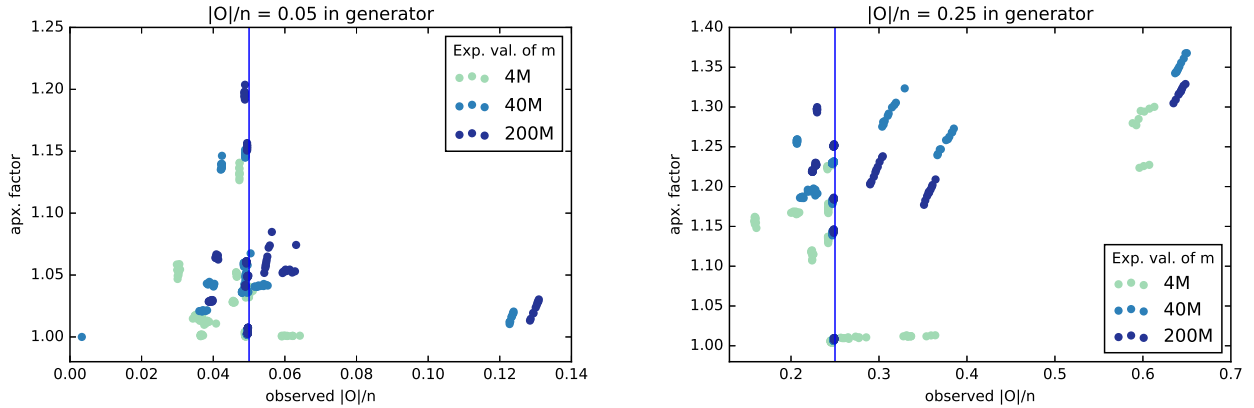 |O|/n = 0.05 in generator
1.25
1.20
1.15
1.10
1.05
1.00
apx. factor
0.00 0.02 0.04 0.06 0.08 0.10 0.12 0.14
observed |O|/n
Exp. val. of m
4M
40M
200M
|O|/n = 0.25 in generator
1.40
1.35
1.30
1.25
1.20
1.15
1.10
1.05
1.00
apx. factor
0.2 0.3 0.4 0.5 0.6 0.7
observed |O|/n
Exp. val. of m
4M
40M
200M